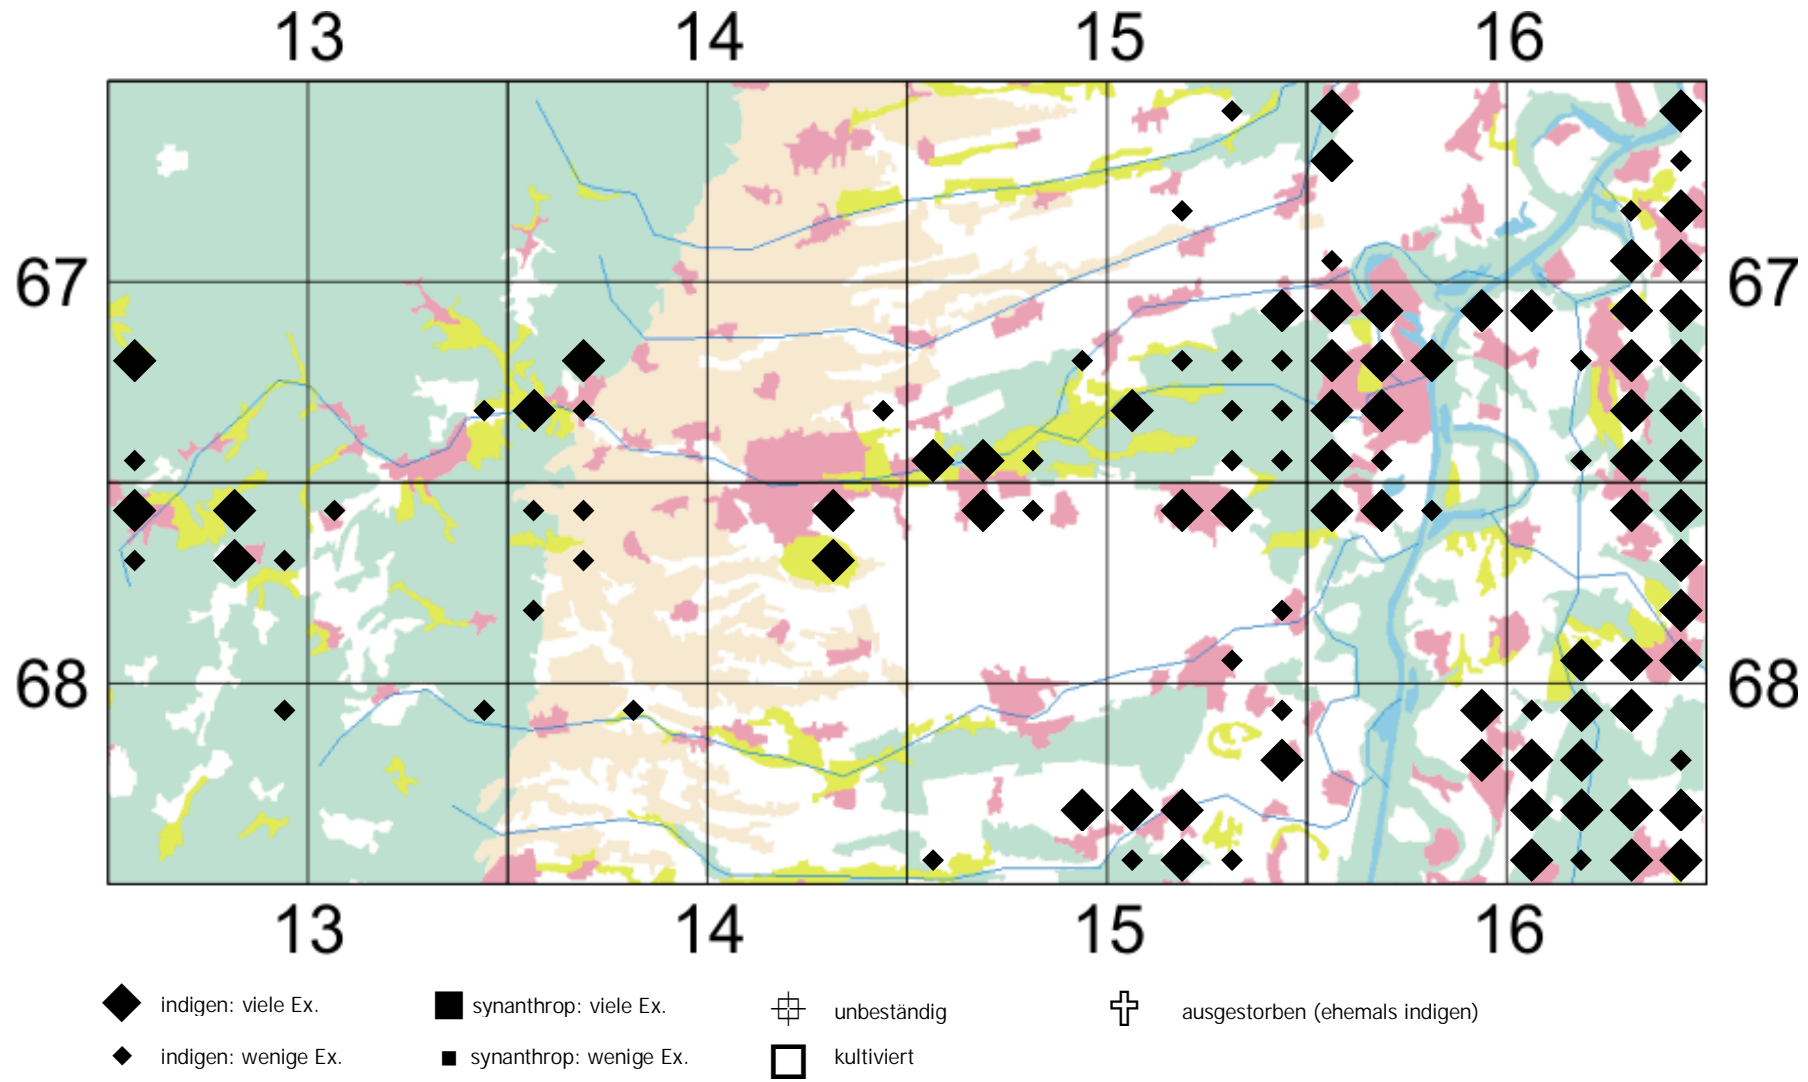 13 14 15 16
67 67
68 68
13 14 15 16
indigen: viele Ex. synanthrop: viele Ex. unbeständig ausgestorben (ehemals indigen)
indigen: wenige Ex. synanthrop: wenige Ex. kultiviert